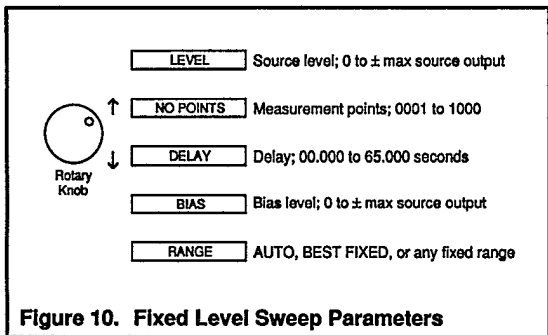 LEVEL Source level; 0 to ± max source output
NO POINTS Measurement points; 0001 to 1000
DELAY Delay; 00.000 to 65.000 seconds
Rotary
Knob
BIAS Bias level; 0 to ± max source output
RANGE AUTO, BEST FIXED, or any fixed range
Figure 10. Fixed Level Sweep Parameters